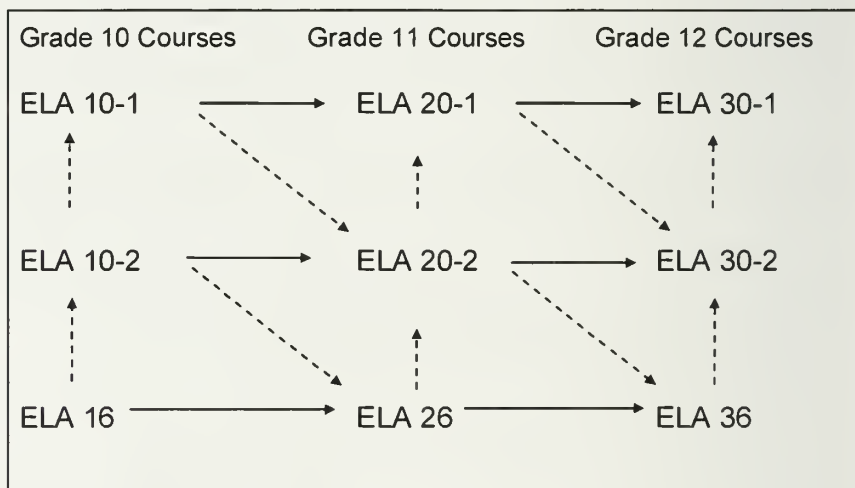 Grade 10 Courses Grade 11 Courses Grade 12 Courses
ELA 10-1 ELA 20-1 ELA 30-1
ELA 10-2 ELA 20-2 ELA 30-2
ELA 16 ELA 26 ELA 36